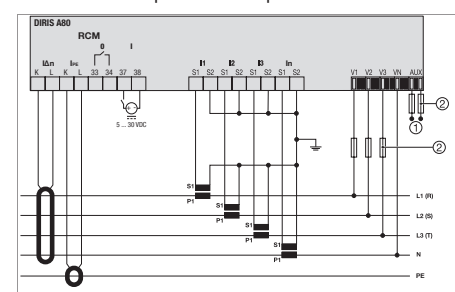 DIRIS A80
RCM
O I
IΔn IPE I1 I2 I3 In
K L K L 33 34 37 38 S1 S2 S1 S2 S1 S2 S1 S2 V1 V2 V3 VN AUX
2
1
5 ... 30 VDC
2
S1
P1
L1 (R)
S1
P1
L2 (S)
S1
P1
L3 (T)
S1
P1
N
PE